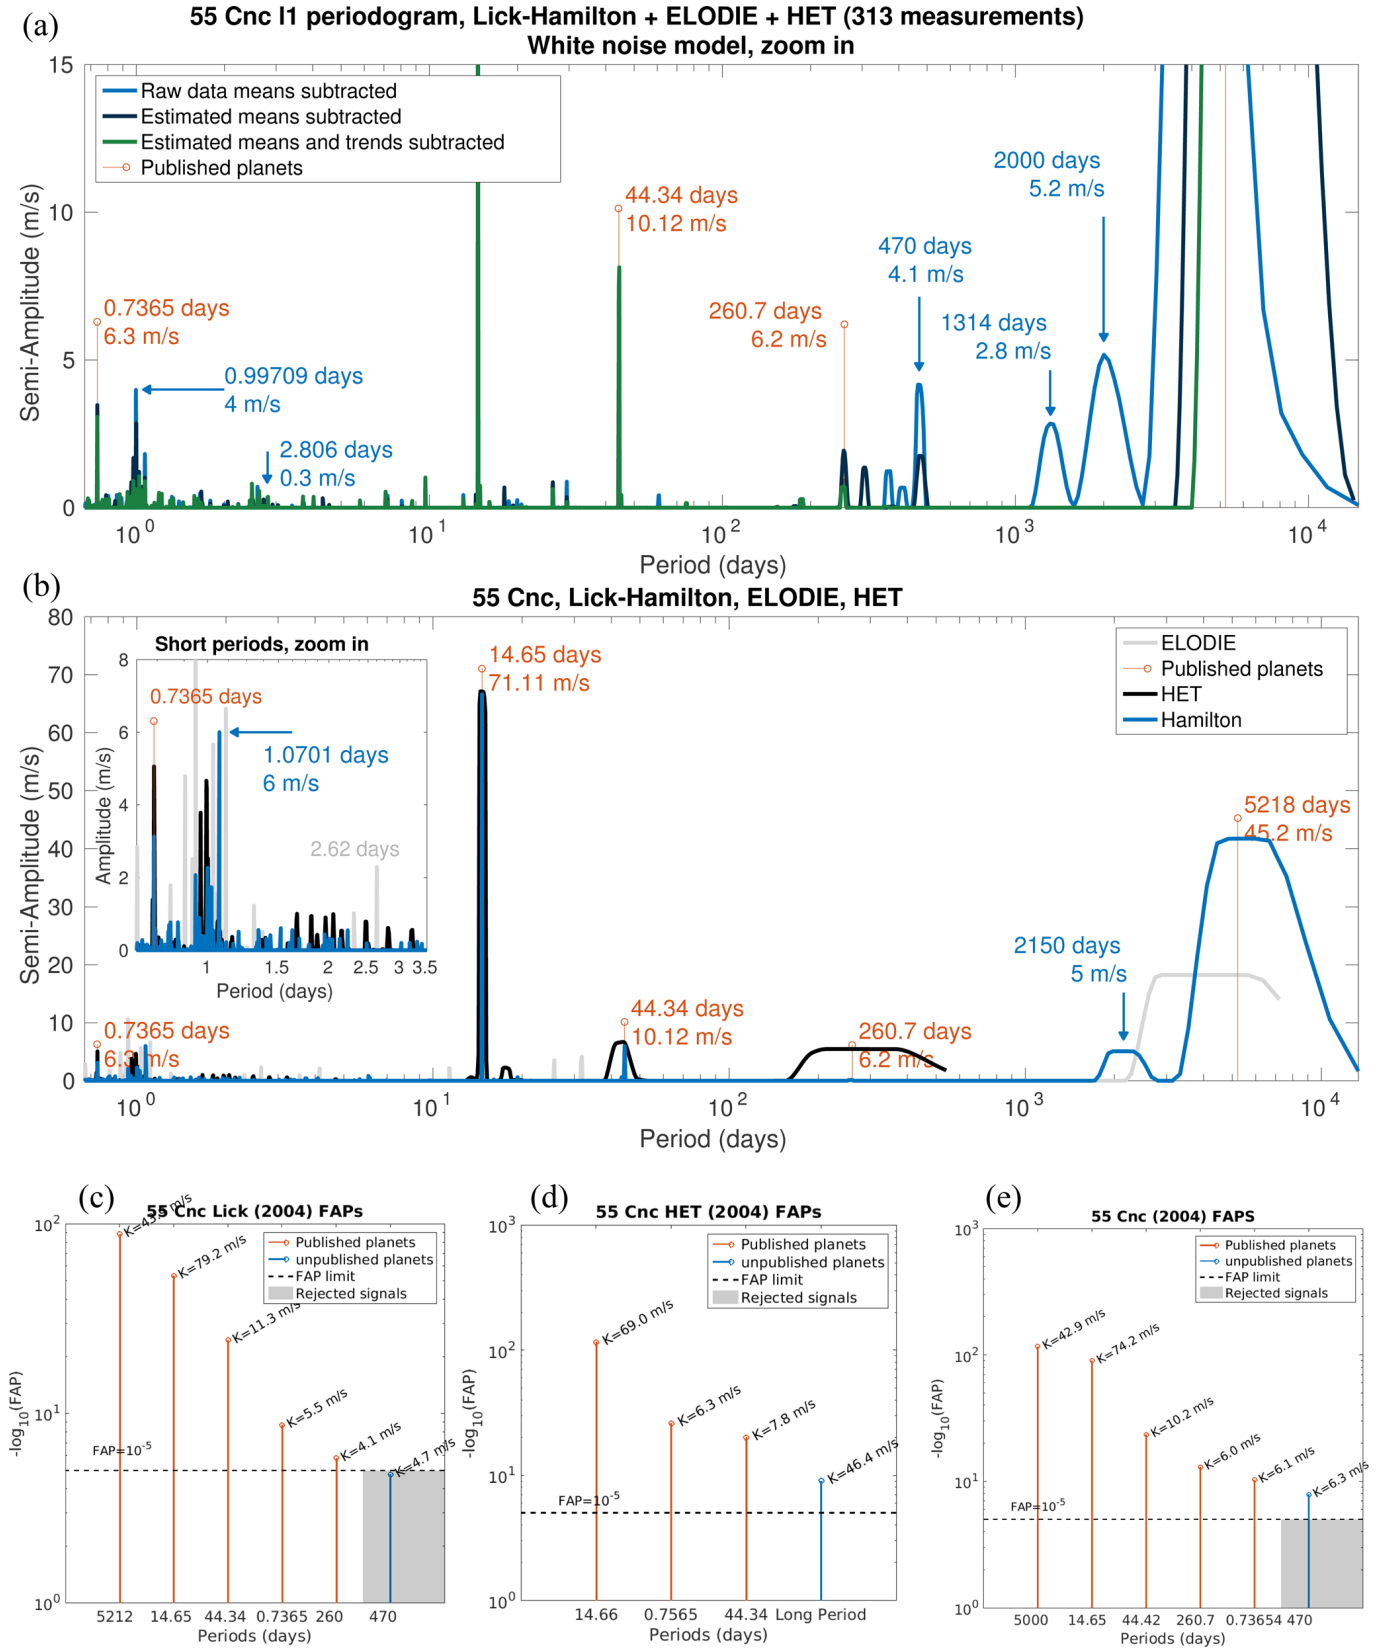 (a)
55 Cnc l1 periodogram, Lick-Hamilton + ELODIE + HET (313 measurements)
White noise model, zoom in
Raw data means subtracted
Estimated means subtracted
Estimated means and trends subtracted
Published planets
Semi-Amplitude (m/s)
15
10
5
0
0.7365 days
6.3 m/s
0.99709 days
4 m/s
2.806 days
0.3 m/s
44.34 days
10.12 m/s
260.7 days
6.2 m/s
470 days
4.1 m/s
1314 days
2.8 m/s
2000 days
5.2 m/s
10^0 10^1 10^2 10^3 10^4
Period (days)
(b)
55 Cnc, Lick-Hamilton, ELODIE, HET
Semi-Amplitude (m/s)
80
70
60
50
40
30
20
10
0
Short periods, zoom in
Amplitude (m/s)
8
6
4
2
0
0.7365 days
1.0701 days
6 m/s
2.62 days
1 1.5 2 2.5 3 3.5
Period (days)
ELODIE
Published planets
HET
Hamilton
14.65 days
71.11 m/s
5218 days
45.2 m/s
2150 days
5 m/s
0.7365 days
6.3 m/s
44.34 days
10.12 m/s
260.7 days
6.2 m/s
10^0 10^1 10^2 10^3 10^4
Period (days)
(c)
55 Cnc Lick (2004) FAPs
Published planets
unpublished planets
FAP limit
Rejected signals
-log10(FAP)
10^2
10^1
10^0
K=79.2 m/s
K=11.3 m/s
K=5.5 m/s
K=4.1 m/s
K=4.7 m/s
FAP=10^-5
5212 14.65 44.34 0.7365 260 470
Periods (days)
(d)
55 Cnc HET (2004) FAPs
Published planets
unpublished planets
FAP limit
Rejected signals
-log10(FAP)
10^3
10^2
10^1
10^0
K=69.0 m/s
K=6.3 m/s
K=7.8 m/s
K=46.4 m/s
FAP=10^-5
14.66 0.7565 44.34 Long Period
Periods (days)
(e)
55 Cnc (2004) FAPS
Published planets
unpublished planets
FAP limit
Rejected signals
-log10(FAP)
10^3
10^2
10^1
10^0
K=42.9 m/s
K=74.2 m/s
K=10.2 m/s
K=6.0 m/s
K=6.1 m/s
K=6.3 m/s
FAP=10^-5
5000 14.65 44.42 260.7 0.73654 470
Periods (days)